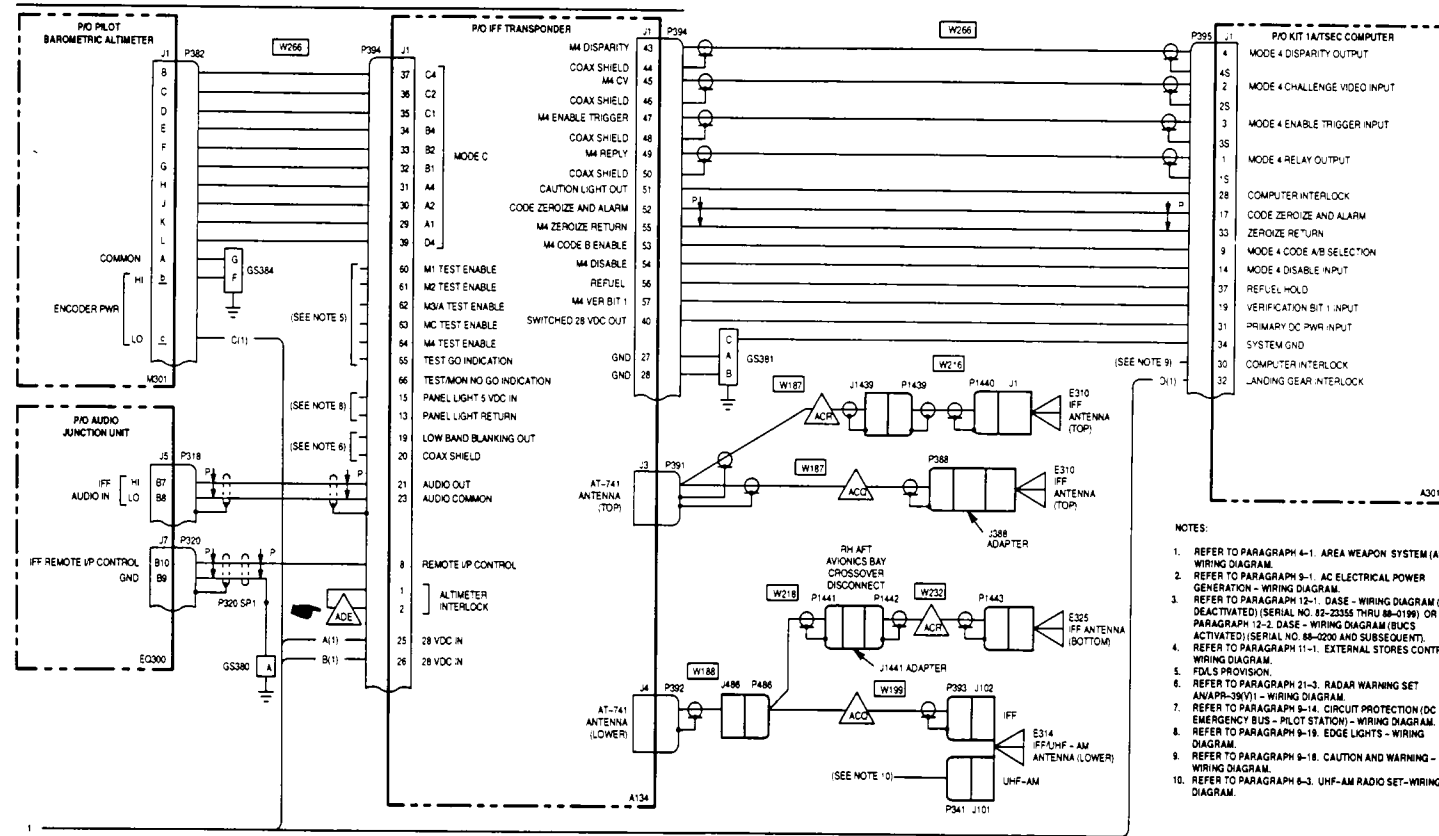 P/O PILOT
BAROMETRIC ALTIMETER
J1 P382
W266
B
C
D
E
F
G
H
J
K
L
COMMON A
HI b
ENCODER PWR
LO c
G
F
GS384
C(1)
M301
P/O AUDIO
JUNCTION UNIT
J5 P318
IFF HI B7
AUDIO IN LO B8
P P
J7 P320
IFF REMOTE I/P CONTROL B10
GND B9
P P
P320 SP1
EQ300
GS380 A
ADE
A(1)
B(1)
(SEE NOTE 5)
(SEE NOTE 8)
(SEE NOTE 6)
P/O IFF TRANSPONDER
P394 J1
37 C4
36 C2
35 C1
34 B4
33 B2
32 B1
31 A4
30 A2
29 A1
39 D4
MODE C
60 M1 TEST ENABLE
61 M2 TEST ENABLE
62 M3/A TEST ENABLE
63 MC TEST ENABLE
64 M4 TEST ENABLE
65 TEST GO INDICATION
66 TEST/MON NO GO INDICATION
15 PANEL LIGHT 5 VDC IN
13 PANEL LIGHT RETURN
19 LOW BAND BLANKING OUT
20 COAX SHIELD
21 AUDIO OUT
23 AUDIO COMMON
8 REMOTE I/P CONTROL
1
2
ALTIMETER
INTERLOCK
25 28 VDC IN
26 28 VDC IN
J1 P394
M4 DISPARITY 43
COAX SHIELD 44
M4 CV 45
COAX SHIELD 46
M4 ENABLE TRIGGER 47
COAX SHIELD 48
M4 REPLY 49
COAX SHIELD 50
CAUTION LIGHT OUT 51
CODE ZEROIZE AND ALARM 52
M4 ZEROIZE RETURN 55
M4 CODE B ENABLE 53
M4 DISABLE 54
REFUEL 56
M4 VER BIT 1 57
SWITCHED 28 VDC OUT 40
GND 27
GND 28
P P
C
A
B
GS381
J3 P391
AT-741
ANTENNA
(TOP)
J4 P392
AT-741
ANTENNA
(LOWER)
A134
W266
P395 J1
P/O KIT 1A/TSEC COMPUTER
4 MODE 4 DISPARITY OUTPUT
4S
2 MODE 4 CHALLENGE VIDEO INPUT
2S
3 MODE 4 ENABLE TRIGGER INPUT
3S
1 MODE 4 RELAY OUTPUT
1S
28 COMPUTER INTERLOCK
17 CODE ZEROIZE AND ALARM
33 ZEROIZE RETURN
9 MODE 4 CODE A/B SELECTION
14 MODE 4 DISABLE INPUT
37 REFUEL HOLD
19 VERIFICATION BIT 1 INPUT
31 PRIMARY DC PWR INPUT
34 SYSTEM GND
(SEE NOTE 9) 30 COMPUTER INTERLOCK
D(1) 32 LANDING GEAR INTERLOCK
A301
W187
ACR
J1439 P1439
W216
P1440 J1
E310
IFF
ANTENNA
(TOP)
W187
ACQ
P388
E310
IFF
ANTENNA
(TOP)
J388
ADAPTER
RH AFT
AVIONICS BAY
CROSSOVER
DISCONNECT
W218
P1441 P1442
W232
ACR
P1443
E325
IFF ANTENNA
(BOTTOM)
J1441 ADAPTER
W188
J486 P486
W199
ACQ
P393 J102
IFF
E314
IFF/UHF - AM
ANTENNA (LOWER)
(SEE NOTE 10)
UHF-AM
P341 J101
NOTES:
1. REFER TO PARAGRAPH 4-1. AREA WEAPON SYSTEM (A
WIRING DIAGRAM.
2. REFER TO PARAGRAPH 9-1. AC ELECTRICAL POWER
GENERATION - WIRING DIAGRAM.
3. REFER TO PARAGRAPH 12-1. DASE - WIRING DIAGRAM (
DEACTIVATED) (SERIAL NO. 82-23355 THRU 88-0199) OR
PARAGRAPH 12-2. DASE - WIRING DIAGRAM (BUCS
ACTIVATED) (SERIAL NO. 88-0200 AND SUBSEQUENT).
4. REFER TO PARAGRAPH 11-1. EXTERNAL STORES CONTR
WIRING DIAGRAM.
5. FD/LS PROVISION.
6. REFER TO PARAGRAPH 21-3. RADAR WARNING SET
AN/APR-39(V)1 - WIRING DIAGRAM.
7. REFER TO PARAGRAPH 9-14. CIRCUIT PROTECTION (DC
EMERGENCY BUS - PILOT STATION) - WIRING DIAGRAM.
8. REFER TO PARAGRAPH 9-19. EDGE LIGHTS - WIRING
DIAGRAM.
9. REFER TO PARAGRAPH 9-18. CAUTION AND WARNING -
WIRING DIAGRAM.
10. REFER TO PARAGRAPH 6-3. UHF-AM RADIO SET-WIRING
DIAGRAM.
1